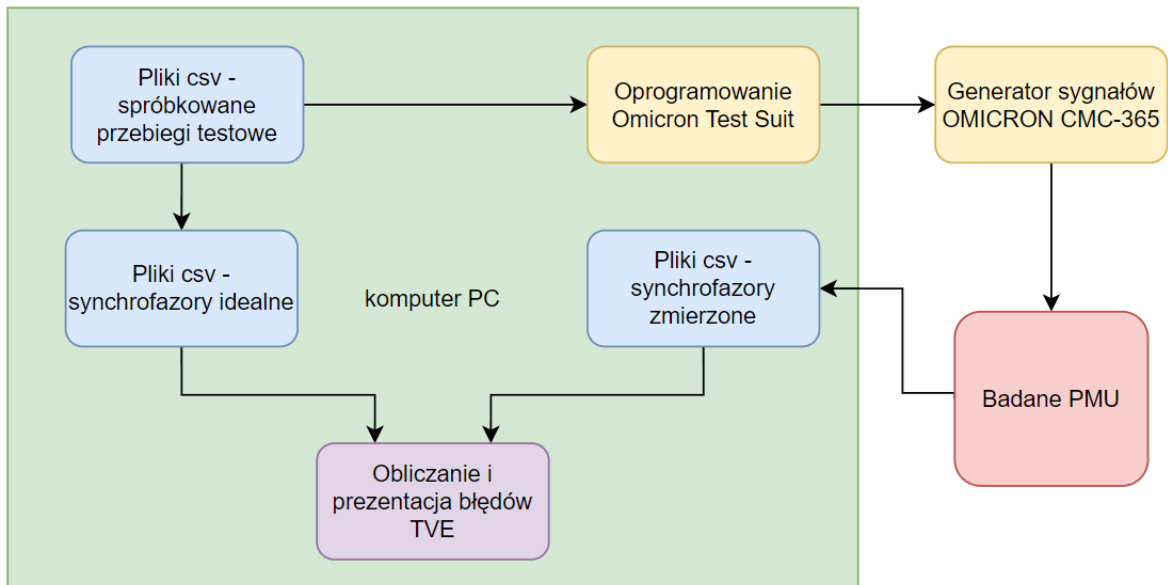 Pliki csv -
spróbkowane
przebiegi testowe
Oprogramowanie
Omicron Test Suit
Generator sygnałów
OMICRON CMC-365
Pliki csv -
synchrofazory idealne
komputer PC
Pliki csv -
synchrofazory
zmierzone
Badane PMU
Obliczanie i
prezentacja błędów
TVE